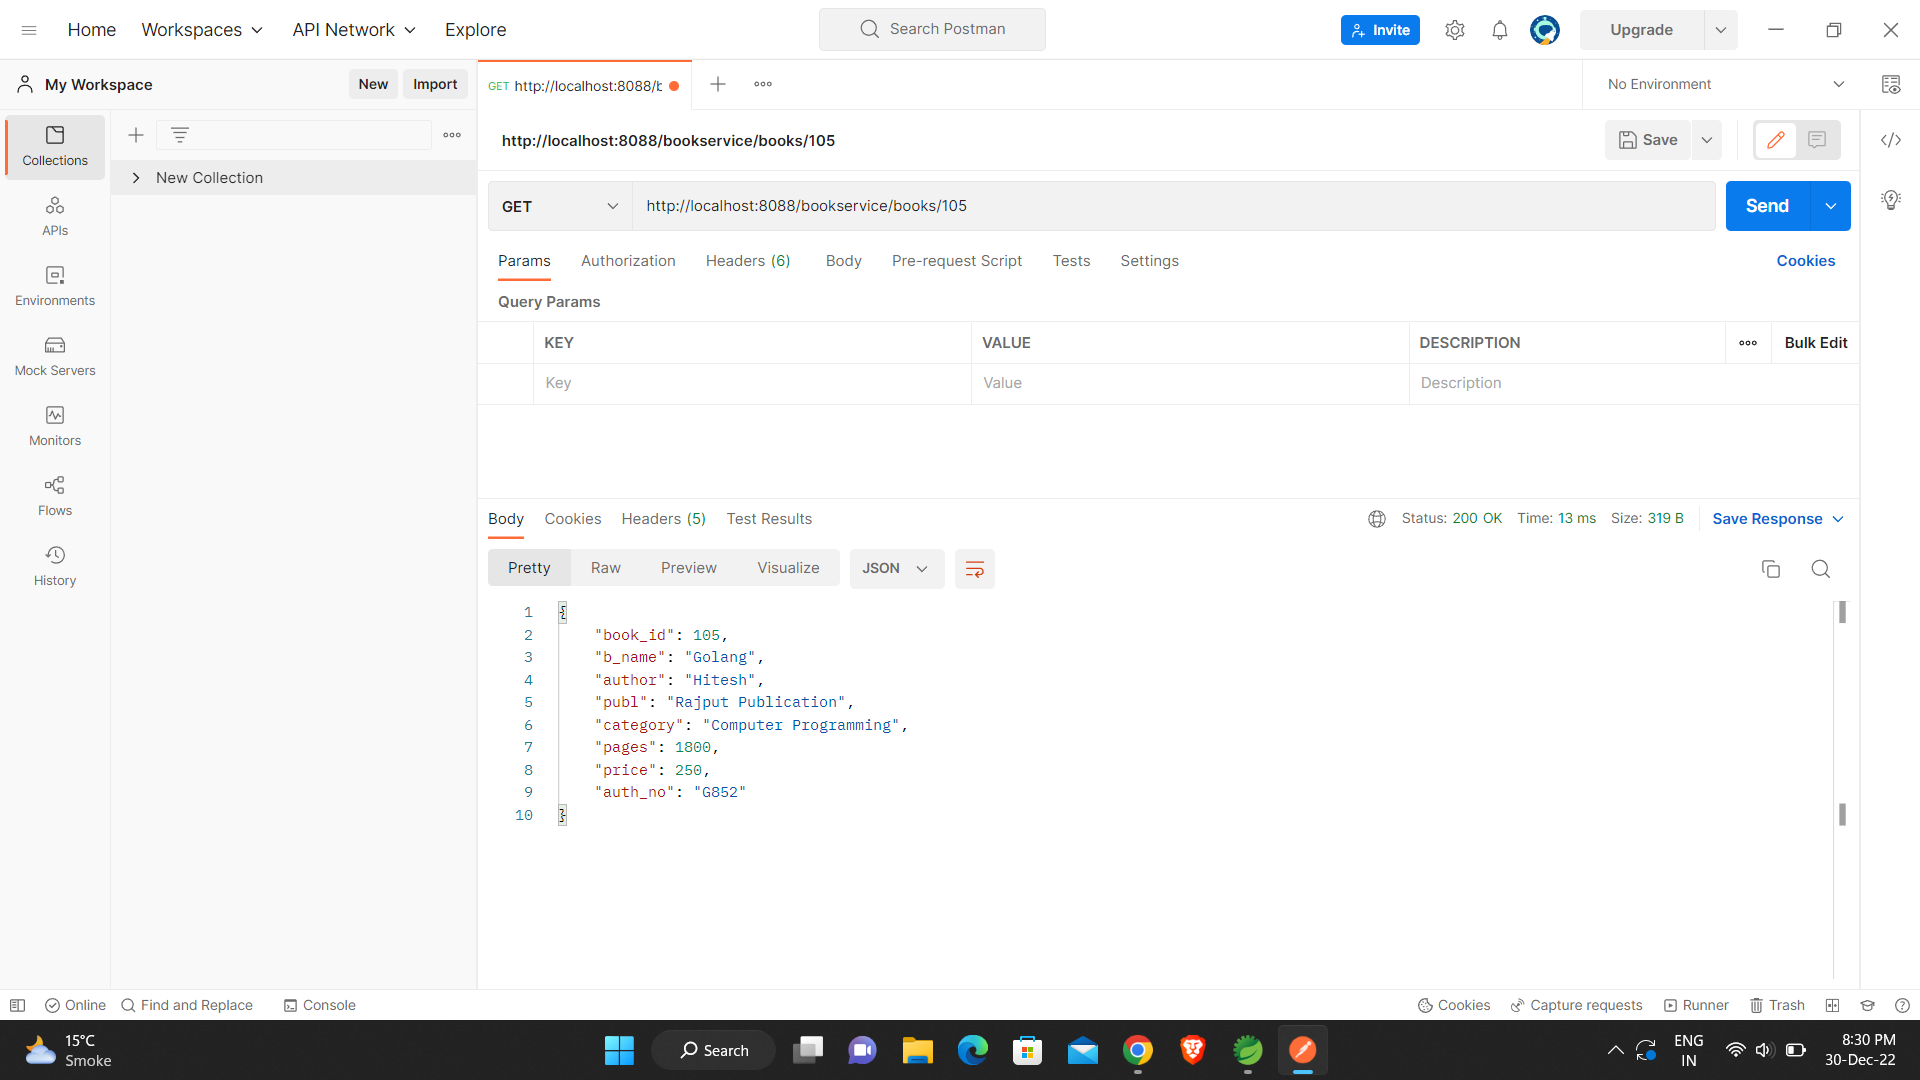 Home Workspaces API Network Explore
Search Postman
Invite
Upgrade
My Workspace New Import
GET http://localhost:8088/b
No Environment
Collections
New Collection
APIs
Environments
Mock Servers
Monitors
Flows
History
http://localhost:8088/bookservice/books/105
Save
GET http://localhost:8088/bookservice/books/105
Send
Params Authorization Headers (6) Body Pre-request Script Tests Settings Cookies
Query Params
KEY VALUE DESCRIPTION Bulk Edit
Key Value Description
Body Cookies Headers (5) Test Results
Status: 200 OK Time: 13 ms Size: 319 B Save Response
Pretty Raw Preview Visualize JSON
1 {
2 "book_id": 105,
3 "b_name": "Golang",
4 "author": "Hitesh",
5 "publ": "Rajput Publication",
6 "category": "Computer Programming",
7 "pages": 1800,
8 "price": 250,
9 "auth_no": "G852"
10 }
Online Find and Replace Console
Cookies Capture requests Runner Trash
15°C
Smoke
Search
ENG
IN
8:30 PM
30-Dec-22